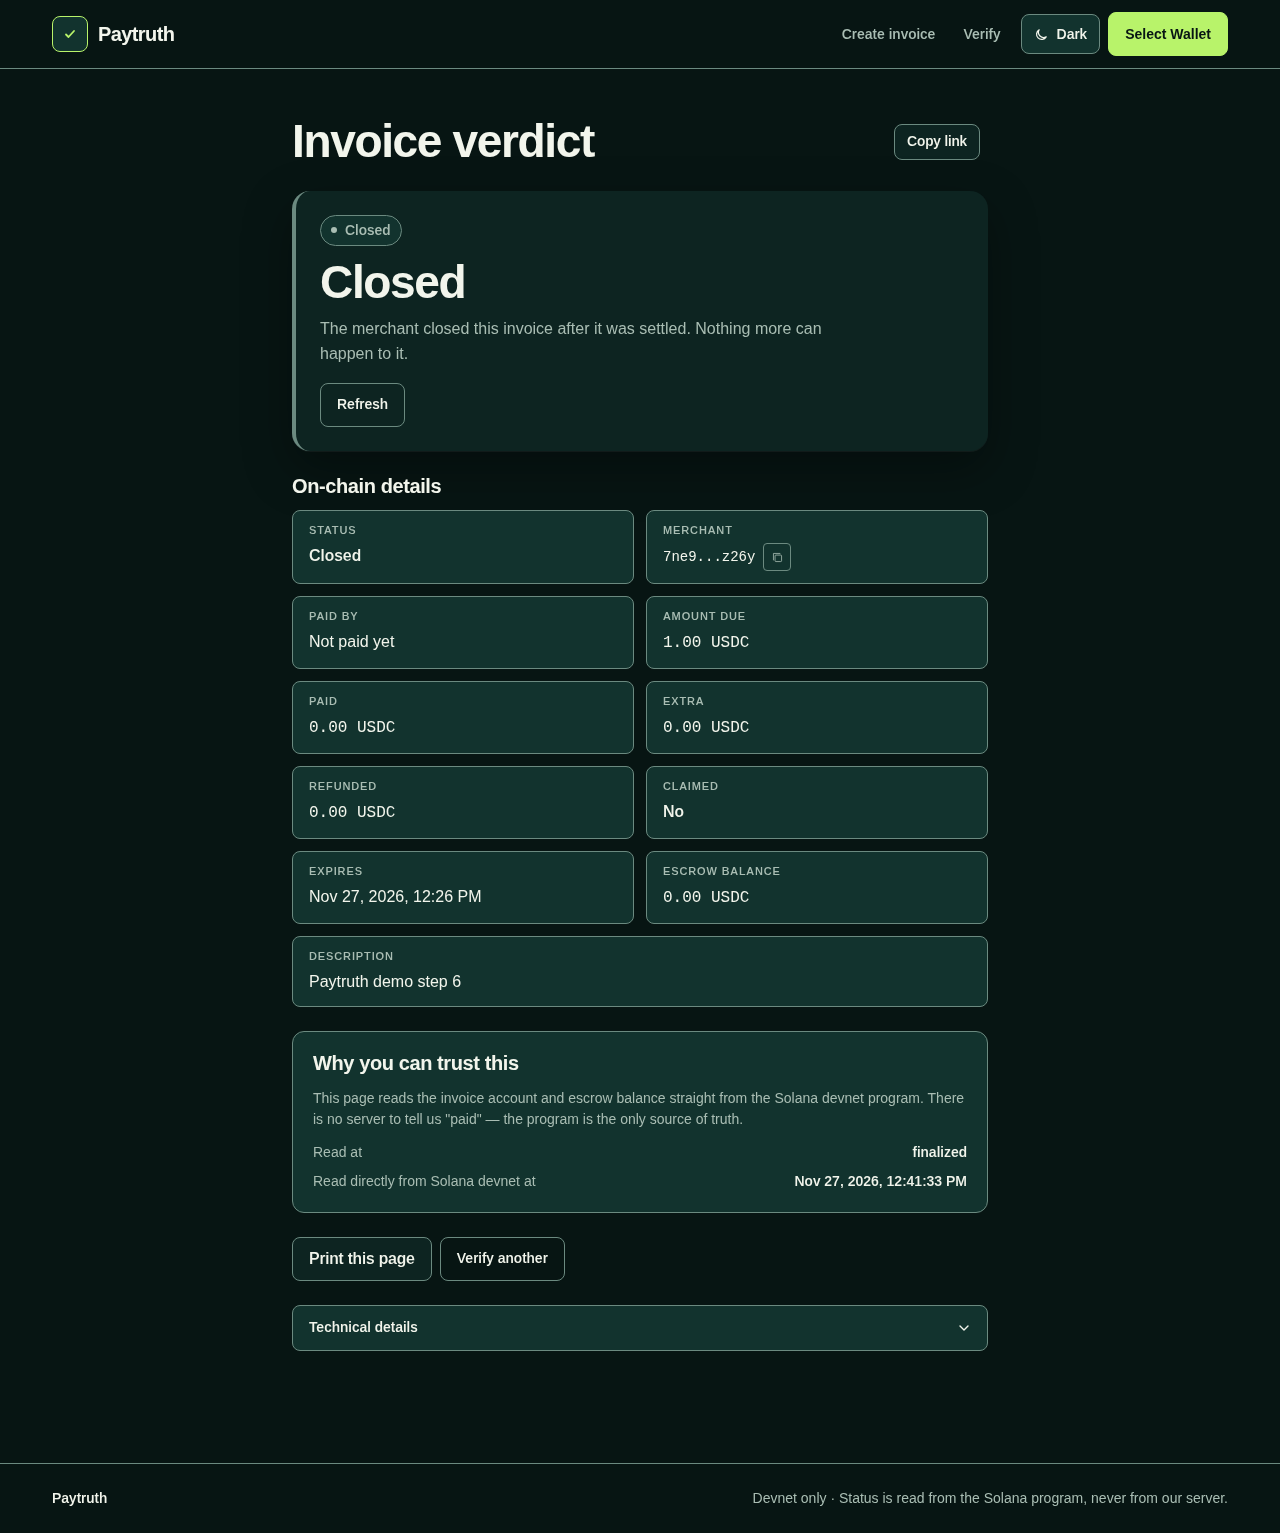 Paytruth
Create invoice
Verify
Dark
Select Wallet
Invoice verdict
Copy link
Closed
Closed
The merchant closed this invoice after it was settled. Nothing more can
happen to it.
Refresh
On-chain details
STATUS
Closed
MERCHANT
7ne9...z26y
PAID BY
Not paid yet
AMOUNT DUE
1.00 USDC
PAID
0.00 USDC
EXTRA
0.00 USDC
REFUNDED
0.00 USDC
CLAIMED
No
EXPIRES
Nov 27, 2026, 12:26 PM
ESCROW BALANCE
0.00 USDC
DESCRIPTION
Paytruth demo step 6
Why you can trust this
This page reads the invoice account and escrow balance straight from the Solana devnet program. There
is no server to tell us "paid" — the program is the only source of truth.
Read at
finalized
Read directly from Solana devnet at
Nov 27, 2026, 12:41:33 PM
Print this page
Verify another
Technical details
Paytruth
Devnet only · Status is read from the Solana program, never from our server.